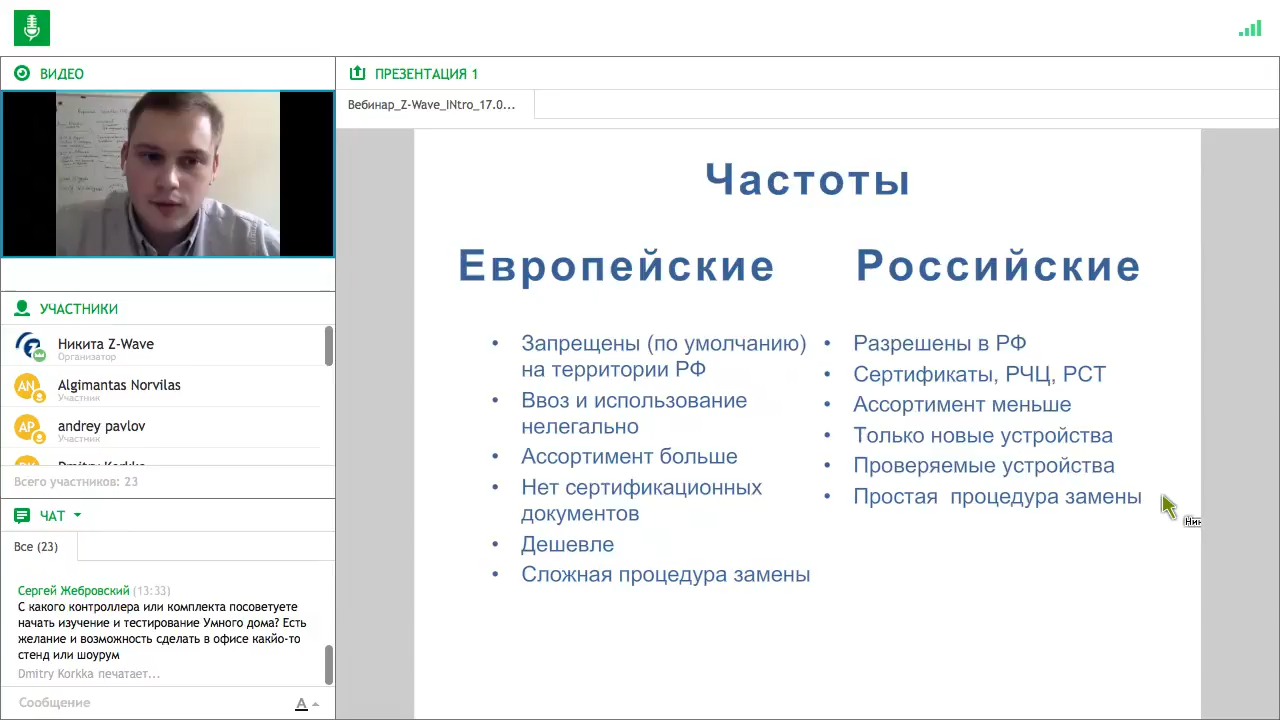 ВИДЕО
ПРЕЗЕНТАЦИЯ 1
Вебинар_Z-Wave_INtro_17.0...
УЧАСТНИКИ
Никита Z-Wave
Организатор
AN
Algimantas Norvilas
Участник
AP
andrey pavlov
Участник
Dmitry Korkka
Всего участников: 23
ЧАТ
Все (23)
Сергей Жебровский (13:33)
С какого контроллера или комплекта посоветуете
начать изучение и тестирование Умного дома? Есть
желание и возможность сделать в офисе какйо-то
стенд или шоурум
Dmitry Korkka печатает...
Сообщение
A
Частоты
Европейские
• Запрещены (по умолчанию)
на территории РФ
• Ввоз и использование
нелегально
• Ассортимент больше
• Нет сертификационных
документов
• Дешевле
• Сложная процедура замены
Российские
• Разрешены в РФ
• Сертификаты, РЧЦ, РСТ
• Ассортимент меньше
• Только новые устройства
• Проверяемые устройства
• Простая процедура замены